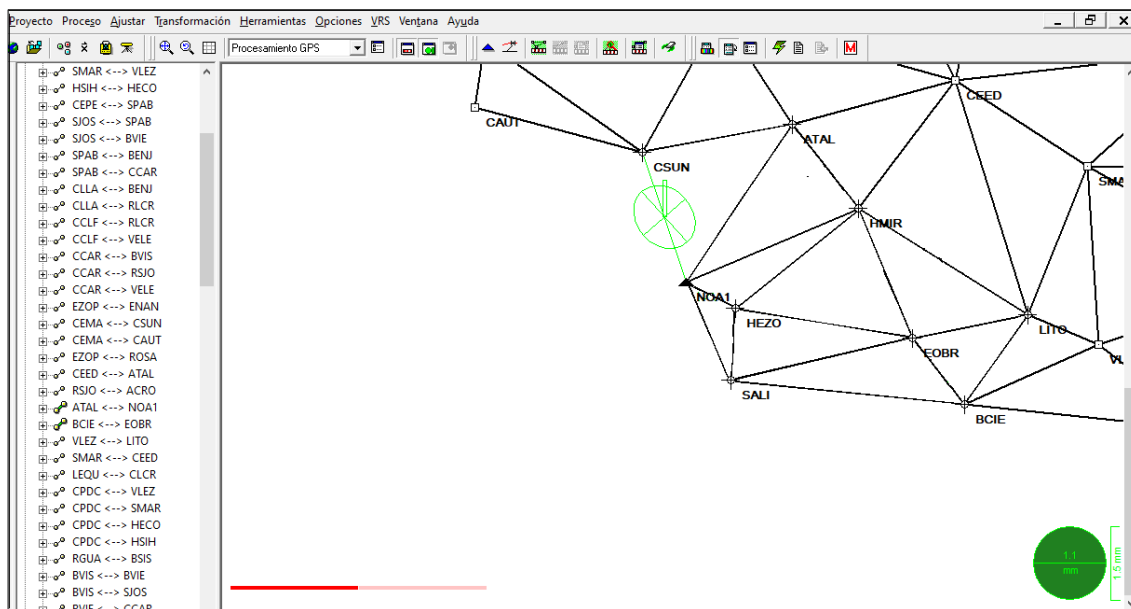 Proyecto Proceso Ajustar Transformación Herramientas Opciones VRS Ventana Ayuda
Procesamiento GPS
M
SMAR <--> VLEZ
HSIH <--> HECO
CEPE <--> SPAB
SJOS <--> SPAB
SJOS <--> BVIE
SPAB <--> BENJ
SPAB <--> CCAR
CLLA <--> BENJ
CLLA <--> RLCR
CCLF <--> RLCR
CCLF <--> VELE
CCAR <--> BVIS
CCAR <--> RSJO
CCAR <--> VELE
EZOP <--> ENAN
CEMA <--> CSUN
CEMA <--> CAUT
EZOP <--> ROSA
CEED <--> ATAL
RSJO <--> ACRO
ATAL <--> NOA1
BCIE <--> EOBR
VLEZ <--> LITO
SMAR <--> CEED
LEQU <--> CLCR
CPDC <--> VLEZ
CPDC <--> SMAR
CPDC <--> HECO
CPDC <--> HSIH
RGUA <--> BSIS
BVIS <--> BVIE
BVIS <--> SJOS
BVIE <--> CCAR
CEED
CAUT
ATAL
CSUN
SMA
HMIR
NOA1
HEZO
LITO
EOBR
VL
SALI
BCIE
1.1
mm
1.5 mm